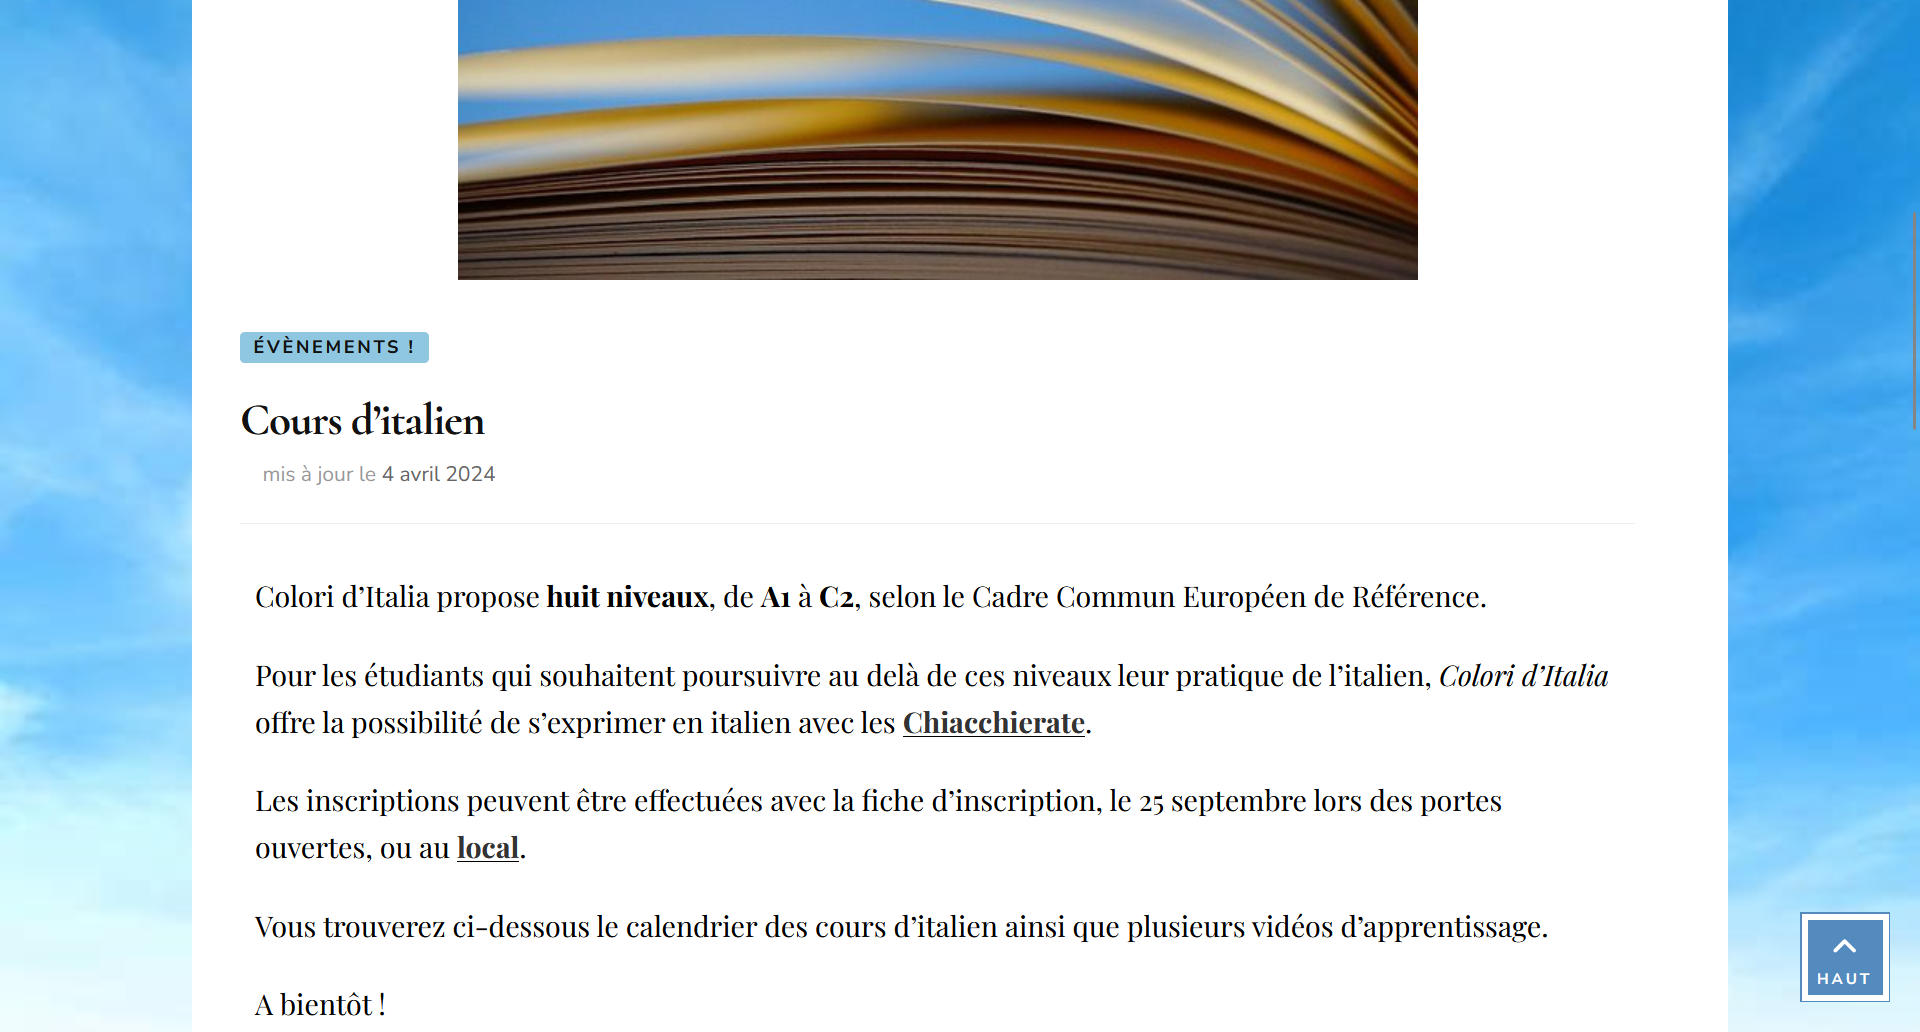 ÉVÈNEMENTS !
Cours d’italien
mis à jour le 4 avril 2024
Colori d’Italia propose huit niveaux, de A1 à C2, selon le Cadre Commun Européen de Référence.
Pour les étudiants qui souhaitent poursuivre au delà de ces niveaux leur pratique de l’italien, Colori d’Italia
offre la possibilité de s’exprimer en italien avec les Chiacchierate.
Les inscriptions peuvent être effectuées avec la fiche d’inscription, le 25 septembre lors des portes
ouvertes, ou au local.
Vous trouverez ci-dessous le calendrier des cours d’italien ainsi que plusieurs vidéos d’apprentissage.
A bientôt !
HAUT